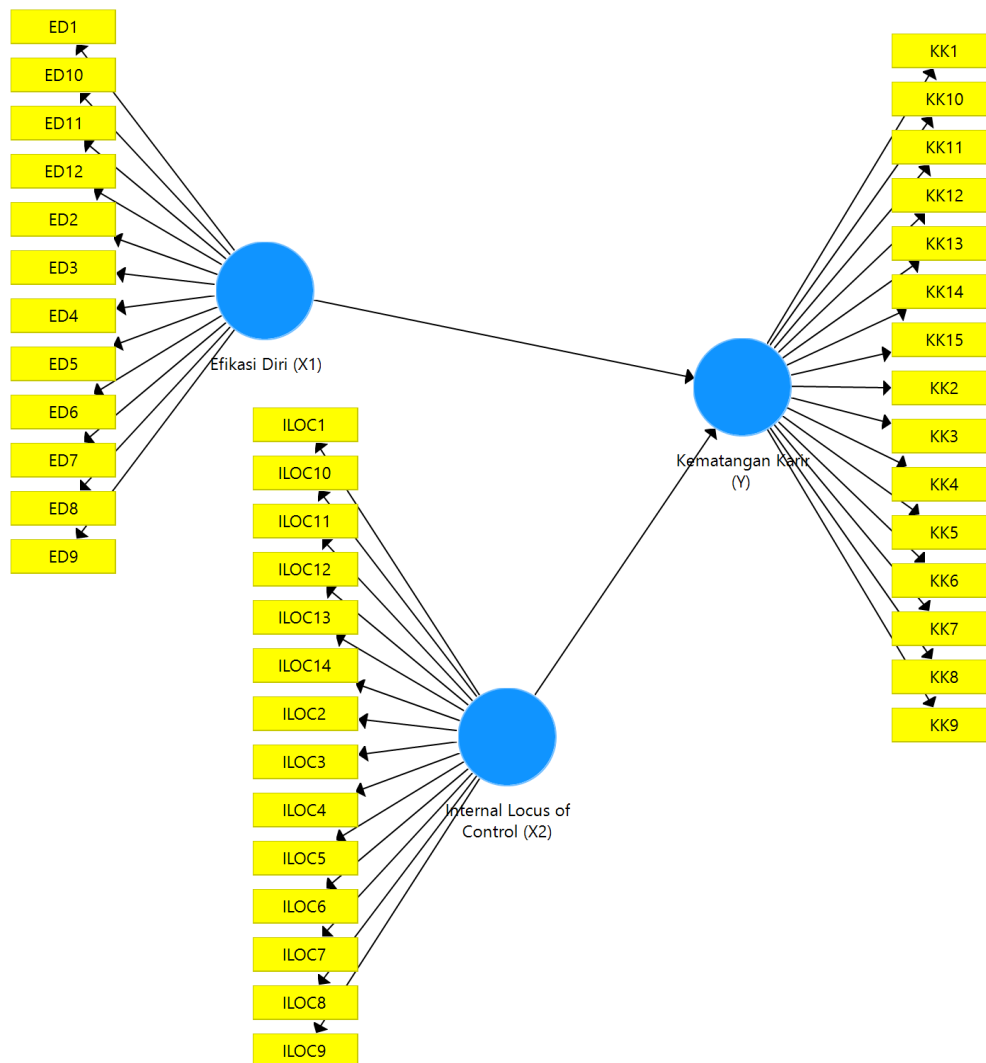 ED1
ED10
ED11
ED12
ED2
ED3
ED4
ED5
ED6
ED7
ED8
ED9
Efikasi Diri (X1)
ILOC1
ILOC10
ILOC11
ILOC12
ILOC13
ILOC14
ILOC2
ILOC3
ILOC4
ILOC5
ILOC6
ILOC7
ILOC8
ILOC9
Internal Locus of
Control (X2)
Kematangan Karir
(Y)
KK1
KK10
KK11
KK12
KK13
KK14
KK15
KK2
KK3
KK4
KK5
KK6
KK7
KK8
KK9